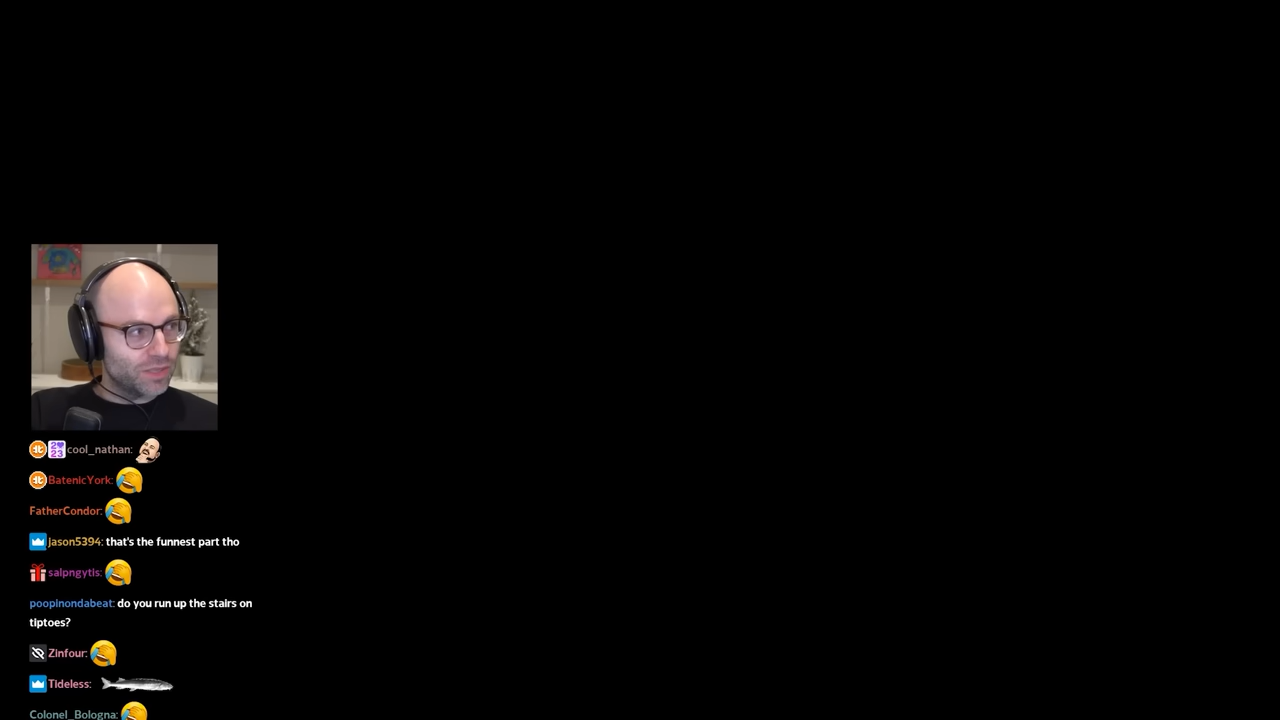 cool_nathan:
BatenicYork:
FatherCondor:
Jason5394: that's the funnest part tho
salpngytis:
poopinondabeat: do you run up the stairs on
tiptoes?
Zinfour:
Tideless:
Colonel_Bologna: